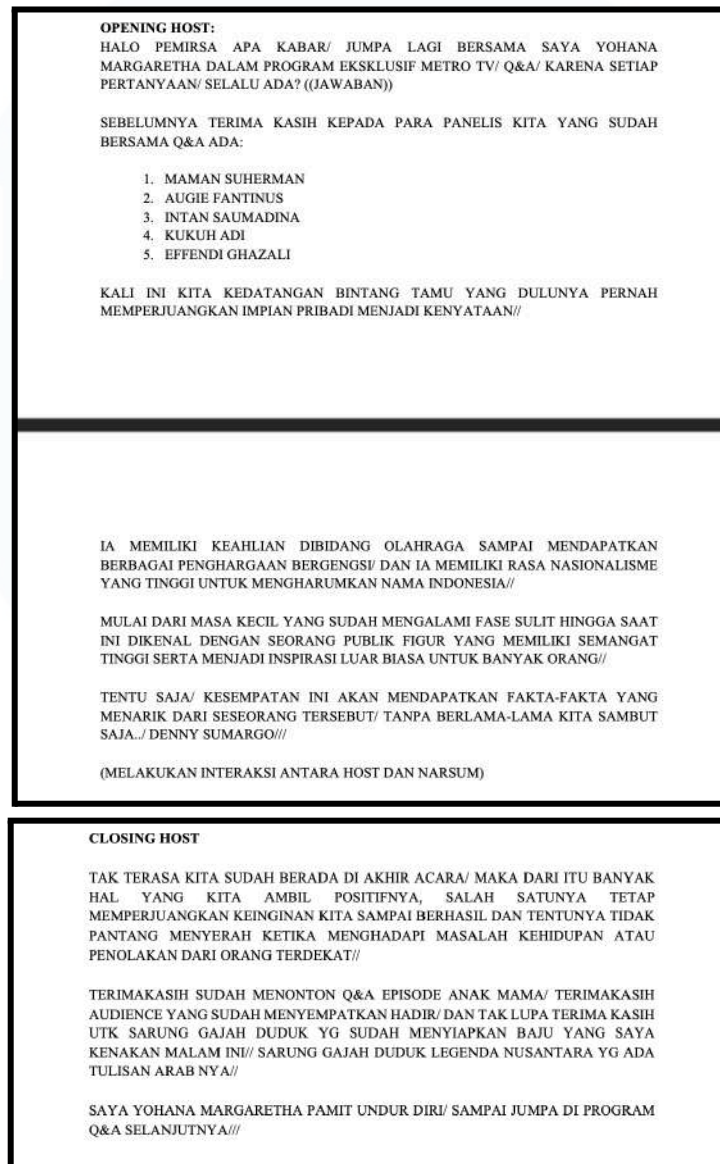 OPENING HOST:
HALO PEMIRSA APA KABAR/ JUMPA LAGI BERSAMA SAYA YOHANA
MARGARETHA DALAM PROGRAM EKSKLUSIF METRO TV/ Q&A/ KARENA SETIAP
PERTANYAAN/ SELALU ADA? ((JAWABAN))
SEBELUMNYA TERIMA KASIH KEPADA PARA PANELIS KITA YANG SUDAH
BERSAMA Q&A ADA:
1. MAMAN SUHERMAN
2. AUGIE FANTINUS
3. INTAN SAUMADINA
4. KUKUH ADI
5. EFFENDI GHAZALI
KALI INI KITA KEDATANGAN BINTANG TAMU YANG DULUNYA PERNAH
MEMPERJUANGKAN IMPIAN PRIBADI MENJADI KENYATAAN//
IA MEMILIKI KEAHLIAN DIBIDANG OLAHRAGA SAMPAI MENDAPATKAN
BERBAGAI PENGHARGAAN BERGENGSI/ DAN IA MEMILIKI RASA NASIONALISME
YANG TINGGI UNTUK MENGHARUMKAN NAMA INDONESIA//
MULAI DARI MASA KECIL YANG SUDAH MENGALAMI FASE SULIT HINGGA SAAT
INI DIKENAL DENGAN SEORANG PUBLIK FIGUR YANG MEMILIKI SEMANGAT
TINGGI SERTA MENJADI INSPIRASI LUAR BIASA UNTUK BANYAK ORANG//
TENTU SAJA/ KESEMPATAN INI AKAN MENDAPATKAN FAKTA-FAKTA YANG
MENARIK DARI SESEORANG TERSEBUT/ TANPA BERLAMA-LAMA KITA SAMBUT
SAJA../ DENNY SUMARGO///
(MELAKUKAN INTERAKSI ANTARA HOST DAN NARSUM)
CLOSING HOST
TAK TERASA KITA SUDAH BERADA DI AKHIR ACARA/ MAKA DARI ITU BANYAK
HAL YANG KITA AMBIL POSITIFNYA, SALAH SATUNYA TETAP
MEMPERJUANGKAN KEINGINAN KITA SAMPAI BERHASIL DAN TENTUNYA TIDAK
PANTANG MENYERAH KETIKA MENGHADAPI MASALAH KEHIDUPAN ATAU
PENOLAKAN DARI ORANG TERDEKAT//
TERIMAKASIH SUDAH MENONTON Q&A EPISODE ANAK MAMA/ TERIMAKASIH
AUDIENCE YANG SUDAH MENYEMPATKAN HADIR/ DAN TAK LUPA TERIMA KASIH
UTK SARUNG GAJAH DUDUK YG SUDAH MENYIAPKAN BAJU YANG SAYA
KENAKAN MALAM INI// SARUNG GAJAH DUDUK LEGENDA NUSANTARA YG ADA
TULISAN ARAB NYA//
SAYA YOHANA MARGARETHA PAMIT UNDUR DIRI/ SAMPAI JUMPA DI PROGRAM
Q&A SELANJUTNYA///